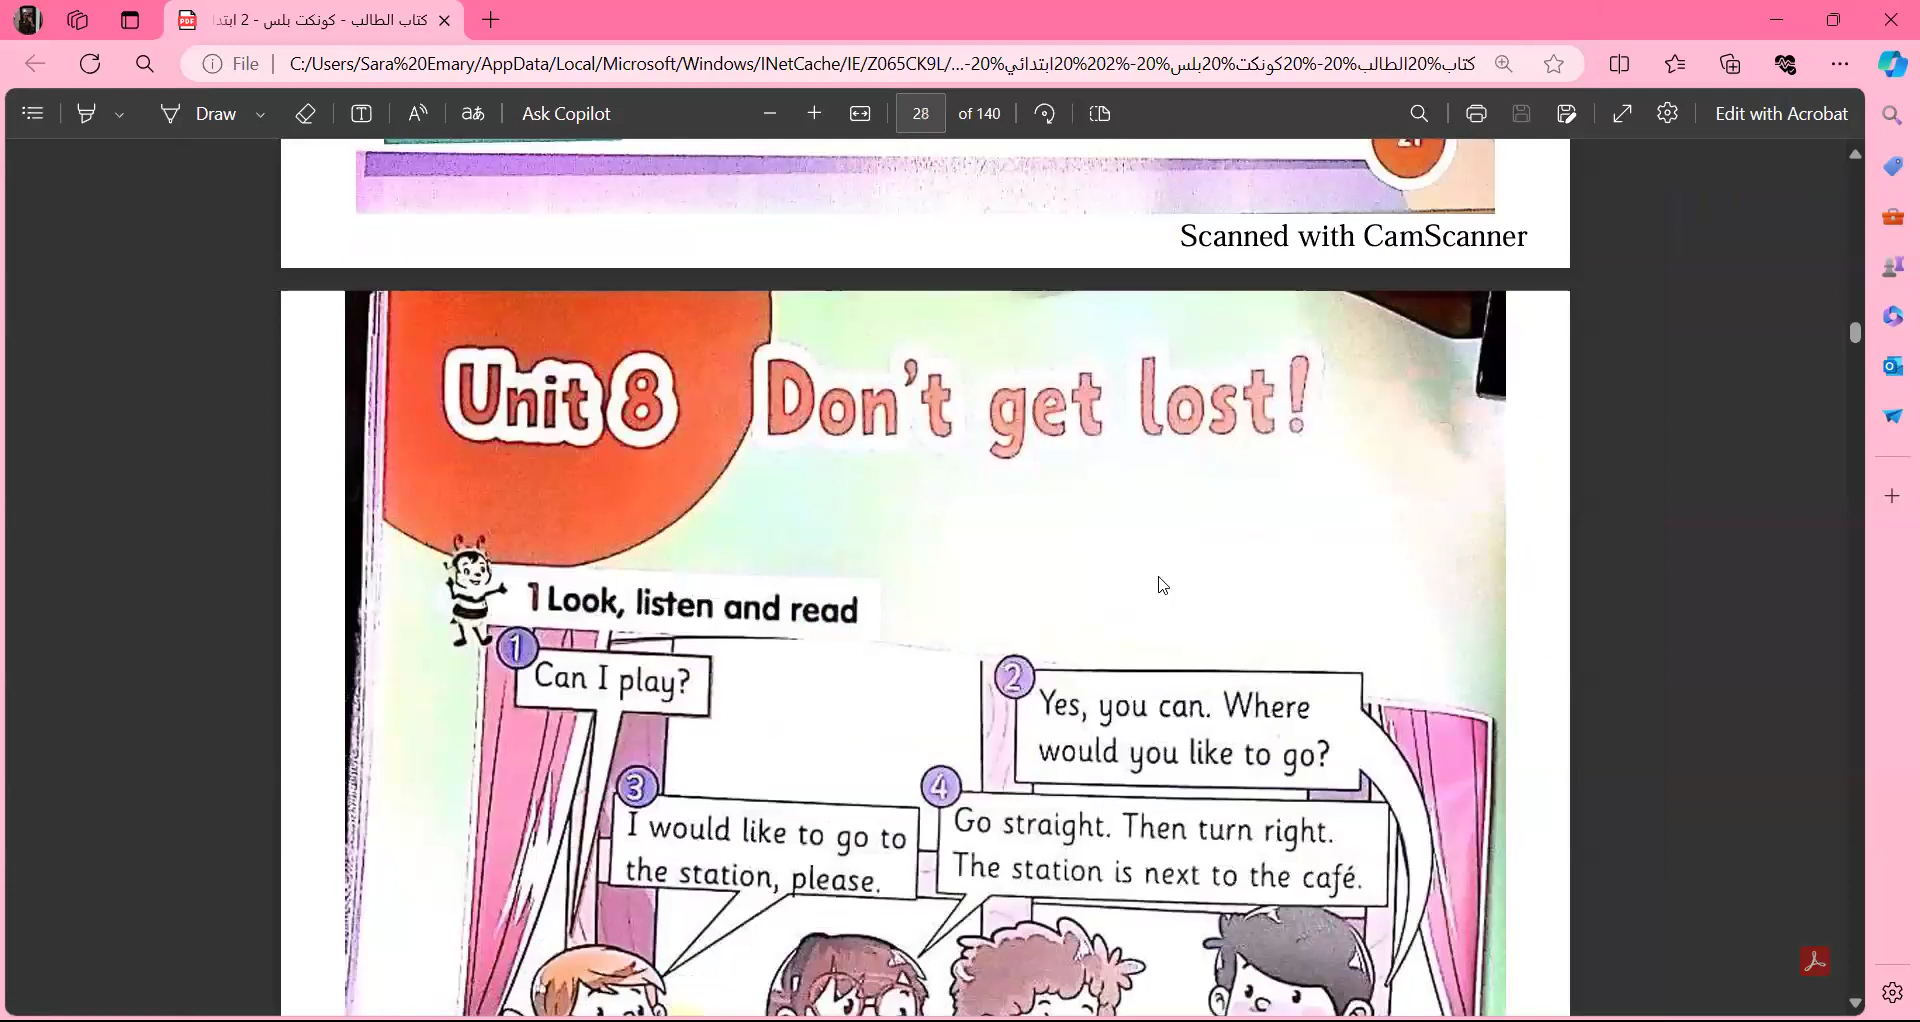 كتاب الطالب - كونكت بلس - 2 ابتدا
File
C:/Users/Sara%20Emary/AppData/Local/Microsoft/Windows/INetCache/IE/Z065CK9L/...كتاب%20الطالب%20-%20كونكت%20بلس%20-%202%20ابتدائي%20-
Draw
Ask Copilot
28 of 140
Edit with Acrobat
Scanned with CamScanner
Unit 8 Don't get lost!
1 Look, listen and read
1
Can I play?
2
Yes, you can. Where
would you like to go?
3
I would like to go to
the station, please.
4
Go straight. Then turn right.
The station is next to the café.